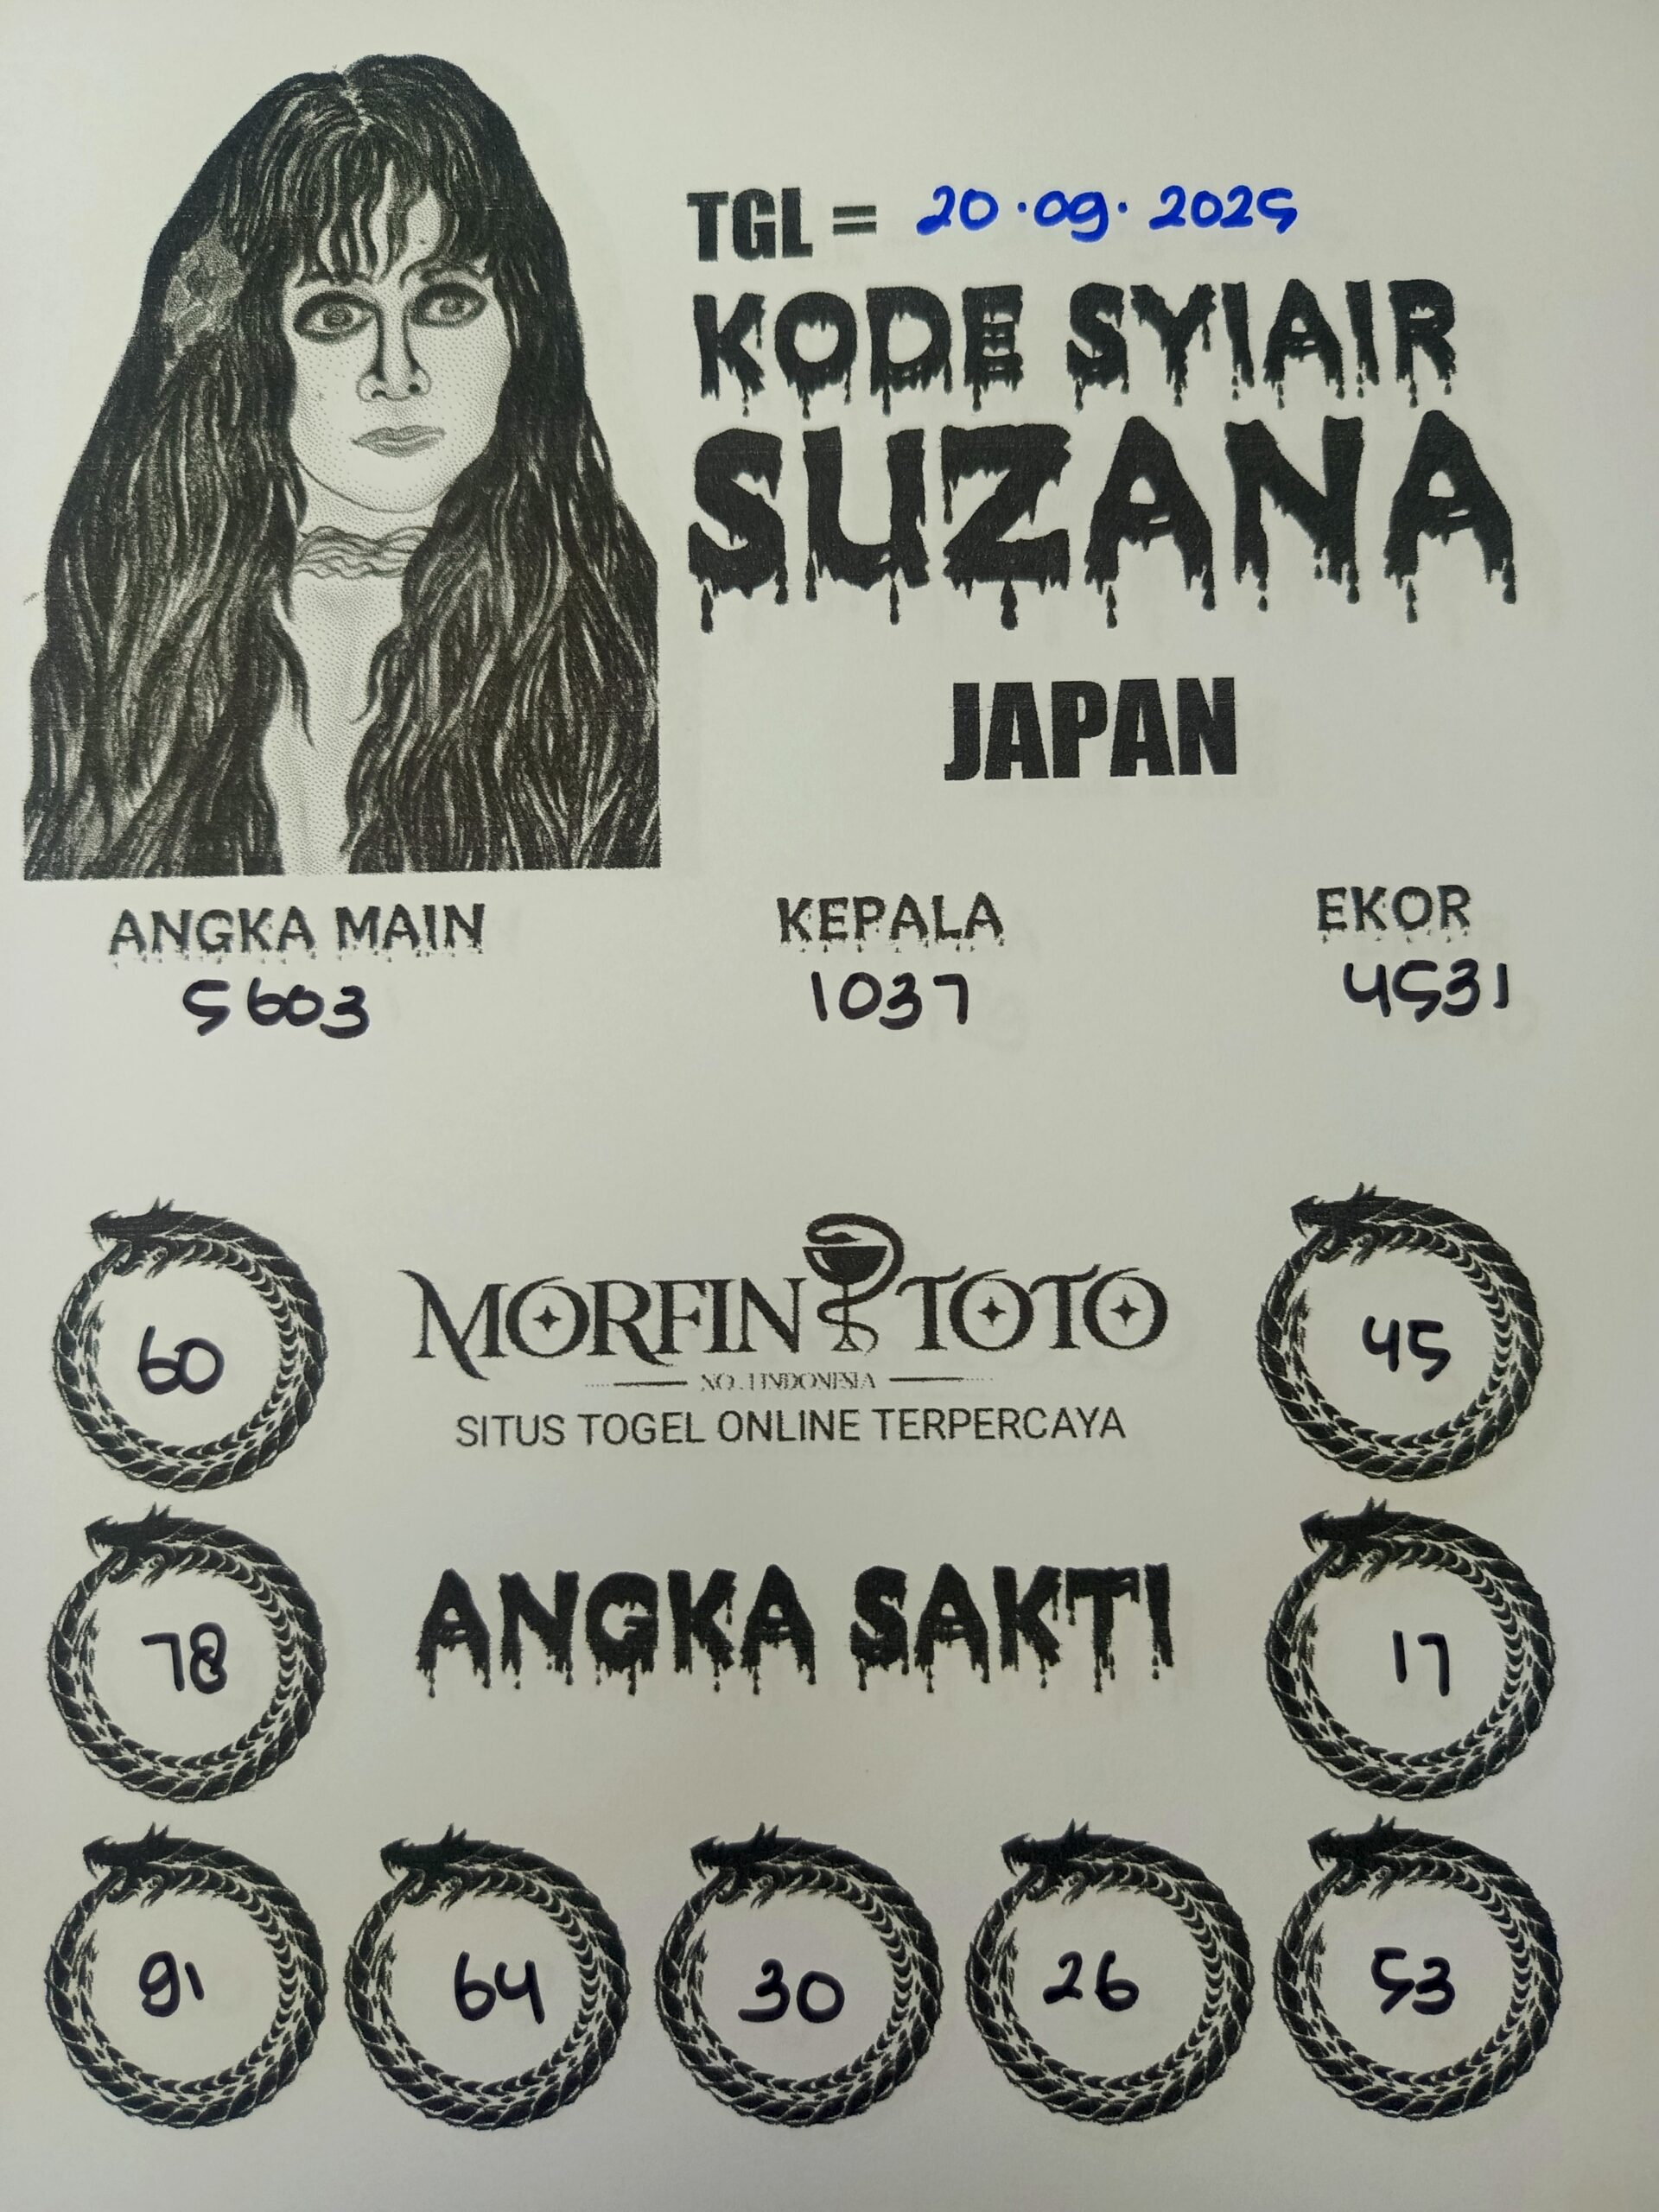 TGL = 20.09.2025
KODE SYIAIR
SUZANA
JAPAN
ANGKA MAIN KEPALA EKOR
5603 1037 4531
MORFIN TOTO
NO.1 INDONESIA
SITUS TOGEL ONLINE TERPERCAYA
60 45
ANGKA SAKTI
78 17
91 64 30 26 53